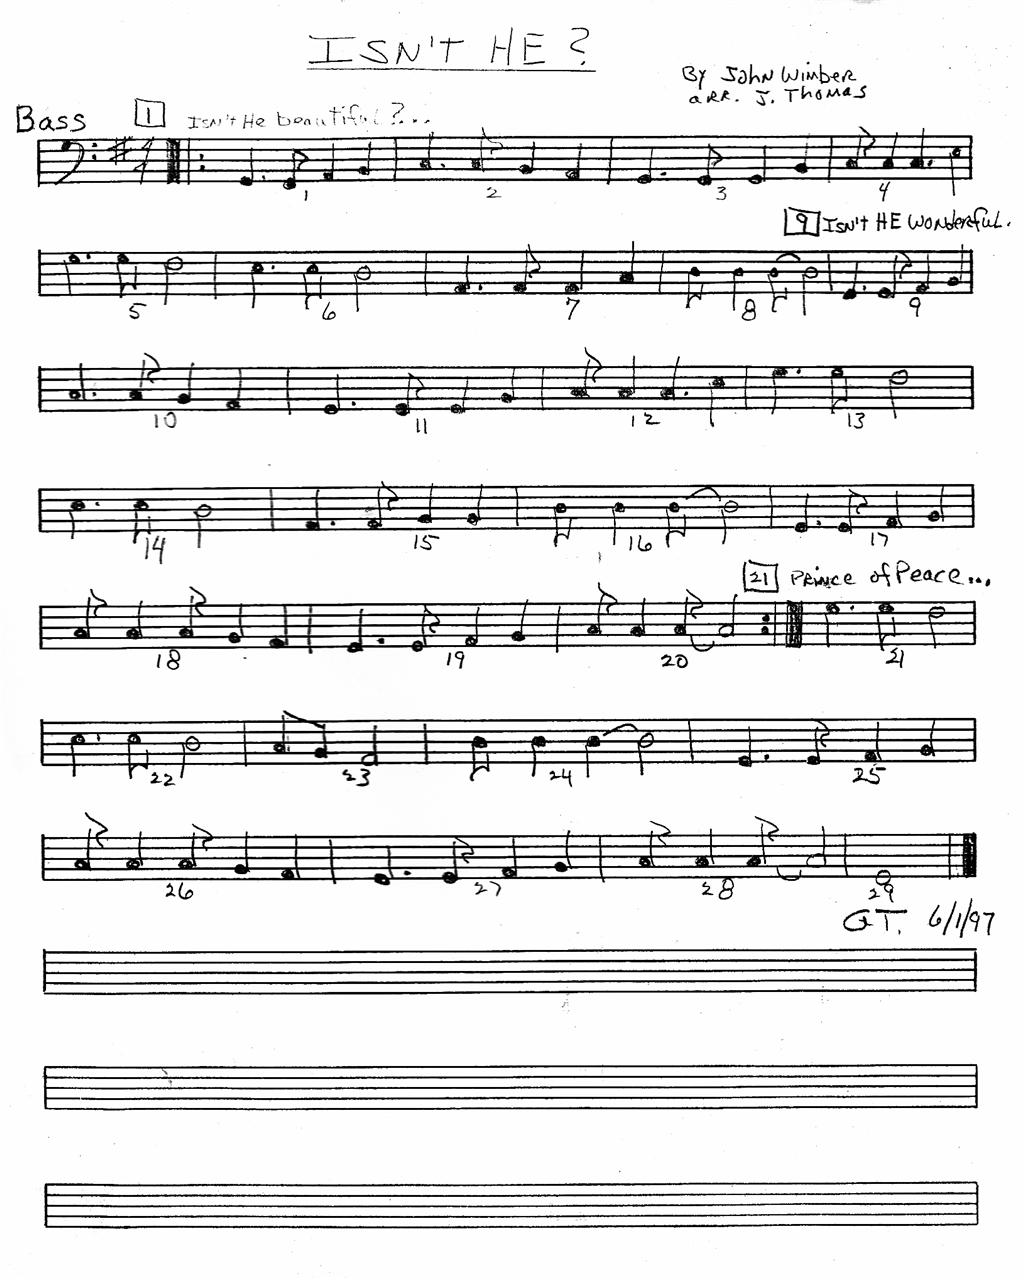 ISN'T HE?
By John Wimber
arr. J. Thomas
Bass 1 Isn't He beautiful?...
1 2 3 4
9 Isn't HE wonderful.
5 6 7 8 9
10 11 12 13
14 15 16 17
21 Prince of Peace...
18 19 20 21
22 23 24 25
26 27 28 29
GT. 6/1/97